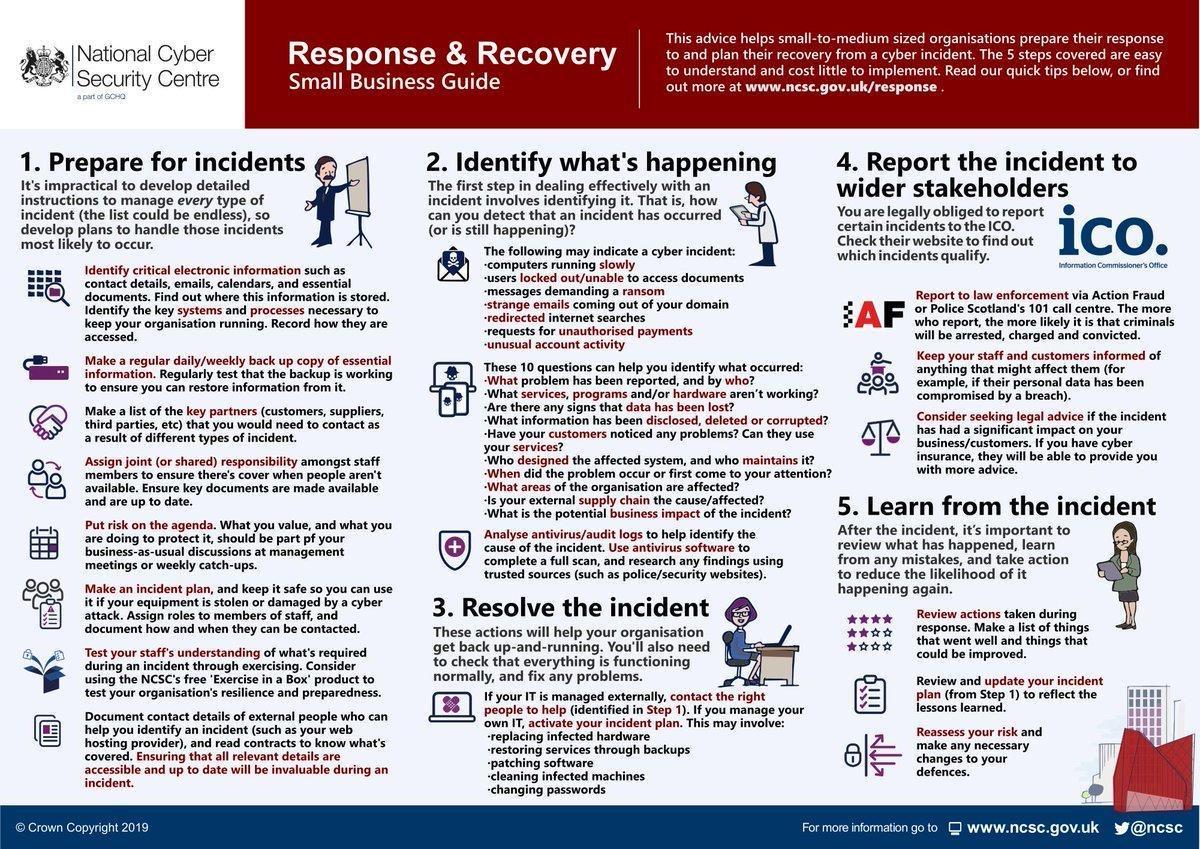 National Cyber
Security Centre
a part of GCHQ
Response & Recovery
Small Business Guide
This advice helps small-to-medium sized organisations prepare their response
to and plan their recovery from a cyber incident. The 5 steps covered are easy
to understand and cost little to implement. Read our quick tips below, or find
out more at www.ncsc.gov.uk/response .
1. Prepare for incidents
It's impractical to develop detailed
instructions to manage every type of
incident (the list could be endless), so
develop plans to handle those incidents
most likely to occur.
Identify critical electronic information such as
contact details, emails, calendars, and essential
documents. Find out where this information is stored.
Identify the key systems and processes necessary to
keep your organisation running. Record how they are
accessed.
Make a regular daily/weekly back up copy of essential
information. Regularly test that the backup is working
to ensure you can restore information from it.
Make a list of the key partners (customers, suppliers,
third parties, etc) that you would need to contact as
a result of different types of incident.
Assign joint (or shared) responsibility amongst staff
members to ensure there's cover when people aren't
available. Ensure key documents are made available
and are up to date.
Put risk on the agenda. What you value, and what you
are doing to protect it, should be part pf your
business-as-usual discussions at management
meetings or weekly catch-ups.
Make an incident plan, and keep it safe so you can use
it if your equipment is stolen or damaged by a cyber
attack. Assign roles to members of staff, and
document how and when they can be contacted.
Test your staff's understanding of what's required
during an incident through exercising. Consider
using the NCSC's free 'Exercise in a Box' product to
test your organisation's resilience and preparedness.
Document contact details of external people who can
help you identify an incident (such as your web
hosting provider), and read contracts to know what's
covered. Ensuring that all relevant details are
accessible and up to date will be invaluable during an
incident.
2. Identify what's happening
The first step in dealing effectively with an
incident involves identifying it. That is, how
can you detect that an incident has occurred
(or is still happening)?
The following may indicate a cyber incident:
·computers running slowly
·users locked out/unable to access documents
·messages demanding a ransom
·strange emails coming out of your domain
·redirected internet searches
·requests for unauthorised payments
·unusual account activity
These 10 questions can help you identify what occurred:
·What problem has been reported, and by who?
·What services, programs and/or hardware aren't working?
·Are there any signs that data has been lost?
·What information has been disclosed, deleted or corrupted?
·Have your customers noticed any problems? Can they use
your services?
·Who designed the affected system, and who maintains it?
·When did the problem occur or first come to your attention?
·What areas of the organisation are affected?
·Is your external supply chain the cause/affected?
·What is the potential business impact of the incident?
Analyse antivirus/audit logs to help identify the
cause of the incident. Use antivirus software to
complete a full scan, and research any findings using
trusted sources (such as police/security websites).
3. Resolve the incident
These actions will help your organisation
get back up-and-running. You'll also need
to check that everything is functioning
normally, and fix any problems.
If your IT is managed externally, contact the right
people to help (identified in Step 1). If you manage your
own IT, activate your incident plan. This may involve:
·replacing infected hardware
·restoring services through backups
·patching software
·cleaning infected machines
·changing passwords
4. Report the incident to
wider stakeholders
You are legally obliged to report
certain incidents to the ICO.
Check their website to find out
which incidents qualify.
ico.
Information Commissioner's Office
AF
Report to law enforcement via Action Fraud
or Police Scotland's 101 call centre. The more
who report, the more likely it is that criminals
will be arrested, charged and convicted.
Keep your staff and customers informed of
anything that might affect them (for
example, if their personal data has been
compromised by a breach).
Consider seeking legal advice if the incident
has had a significant impact on your
business/customers. If you have cyber
insurance, they will be able to provide you
with more advice.
5. Learn from the incident
After the incident, it's important to
review what has happened, learn
from any mistakes, and take action
to reduce the likelihood of it
happening again.
Review actions taken during
response. Make a list of things
that went well and things that
could be improved.
Review and update your incident
plan (from Step 1) to reflect the
lessons learned.
Reassess your risk and
make any necessary
changes to your
defences.
© Crown Copyright 2019
For more information go to www.ncsc.gov.uk @ncsc